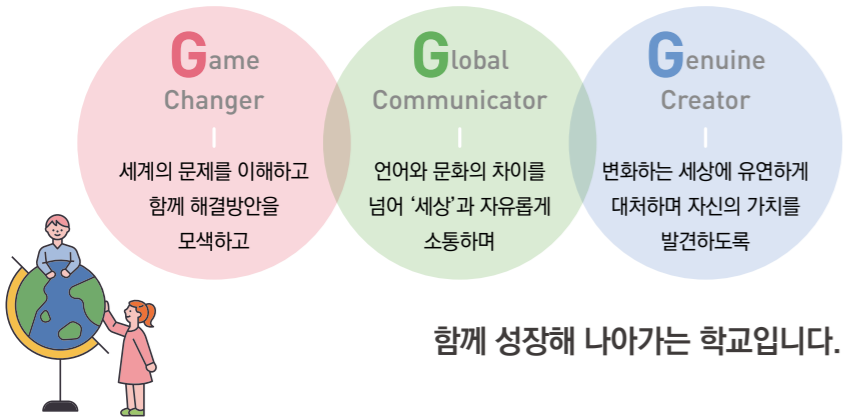 Game
Changer
세계의 문제를 이해하고
함께 해결방안을
모색하고
Global
Communicator
언어와 문화의 차이를
넘어 ‘세상’과 자유롭게
소통하며
Genuine
Creator
변화하는 세상에 유연하게
대처하며 자신의 가치를
발견하도록
함께 성장해 나아가는 학교입니다.